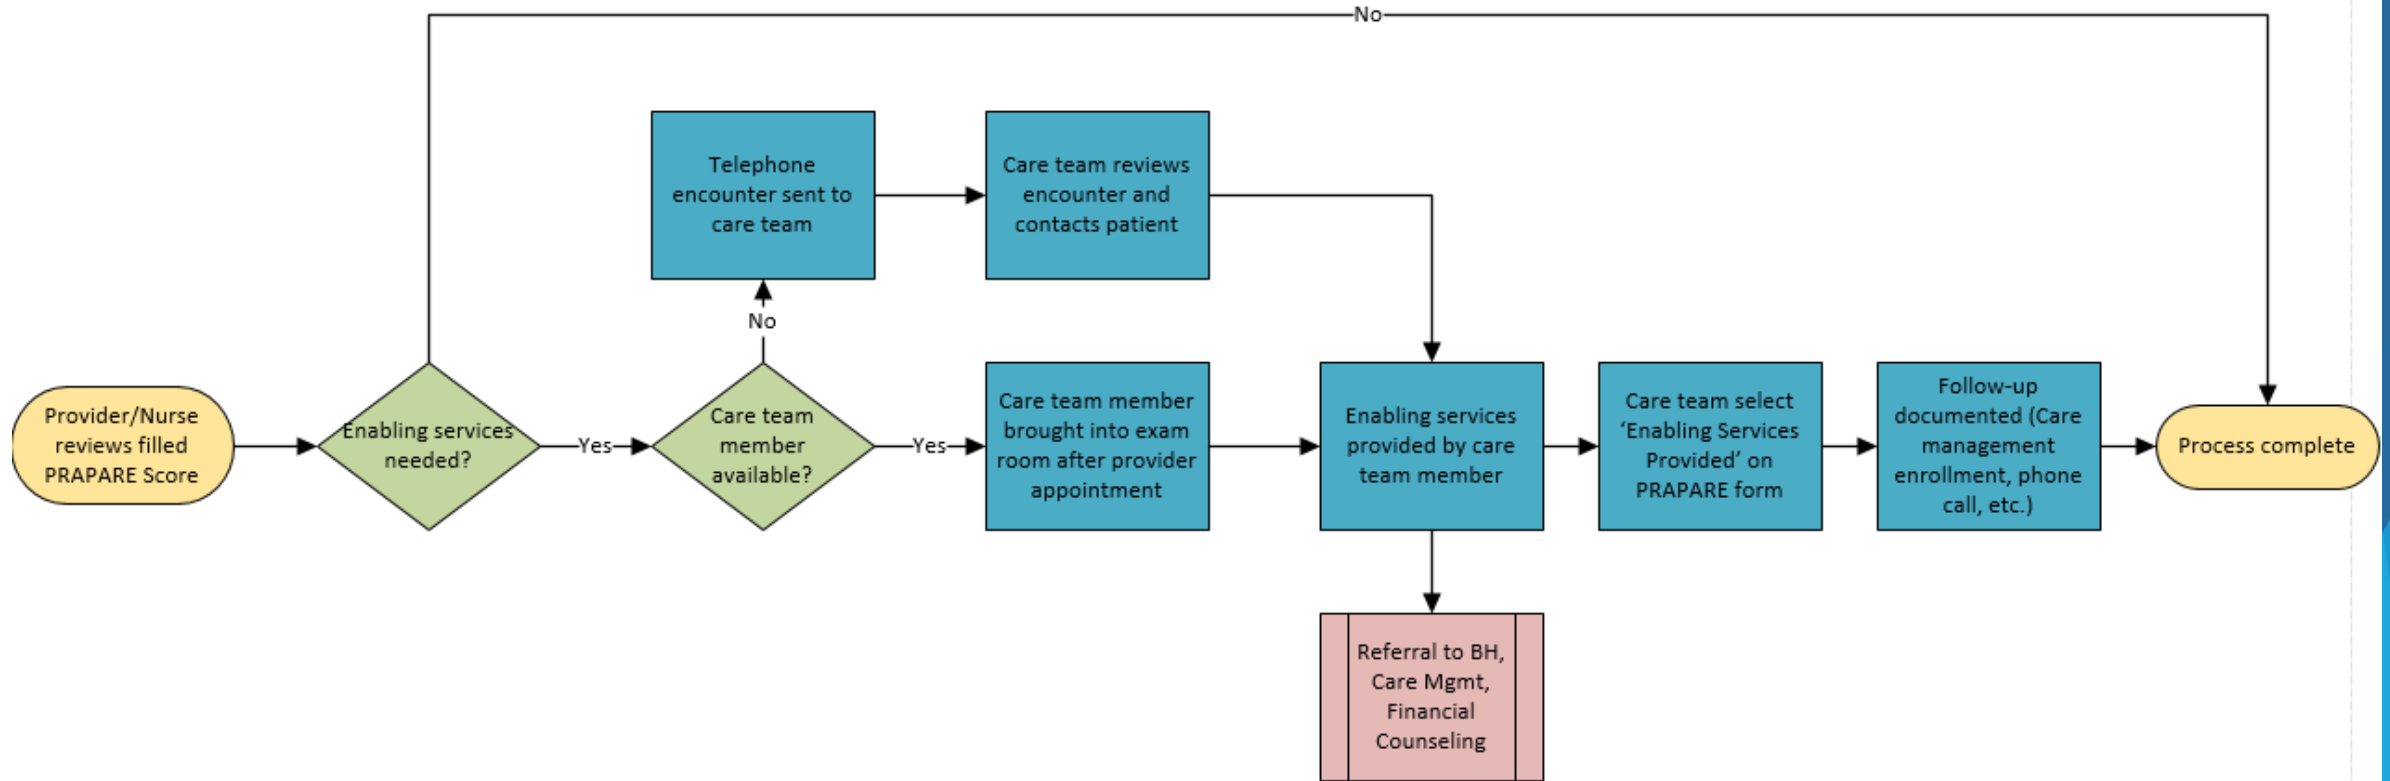 No
Telephone
encounter sent to
care team
Care team reviews
encounter and
contacts patient
No
Provider/Nurse
reviews filled
PRAPARE Score
Enabling services
needed?
Yes
Care team
member
available?
Yes
Care team member
brought into exam
room after provider
appointment
Enabling services
provided by care
team member
Care team select
‘Enabling Services
Provided’ on
PRAPARE form
Follow-up
documented (Care
management
enrollment, phone
call, etc.)
Process complete
Referral to BH,
Care Mgmt,
Financial
Counseling